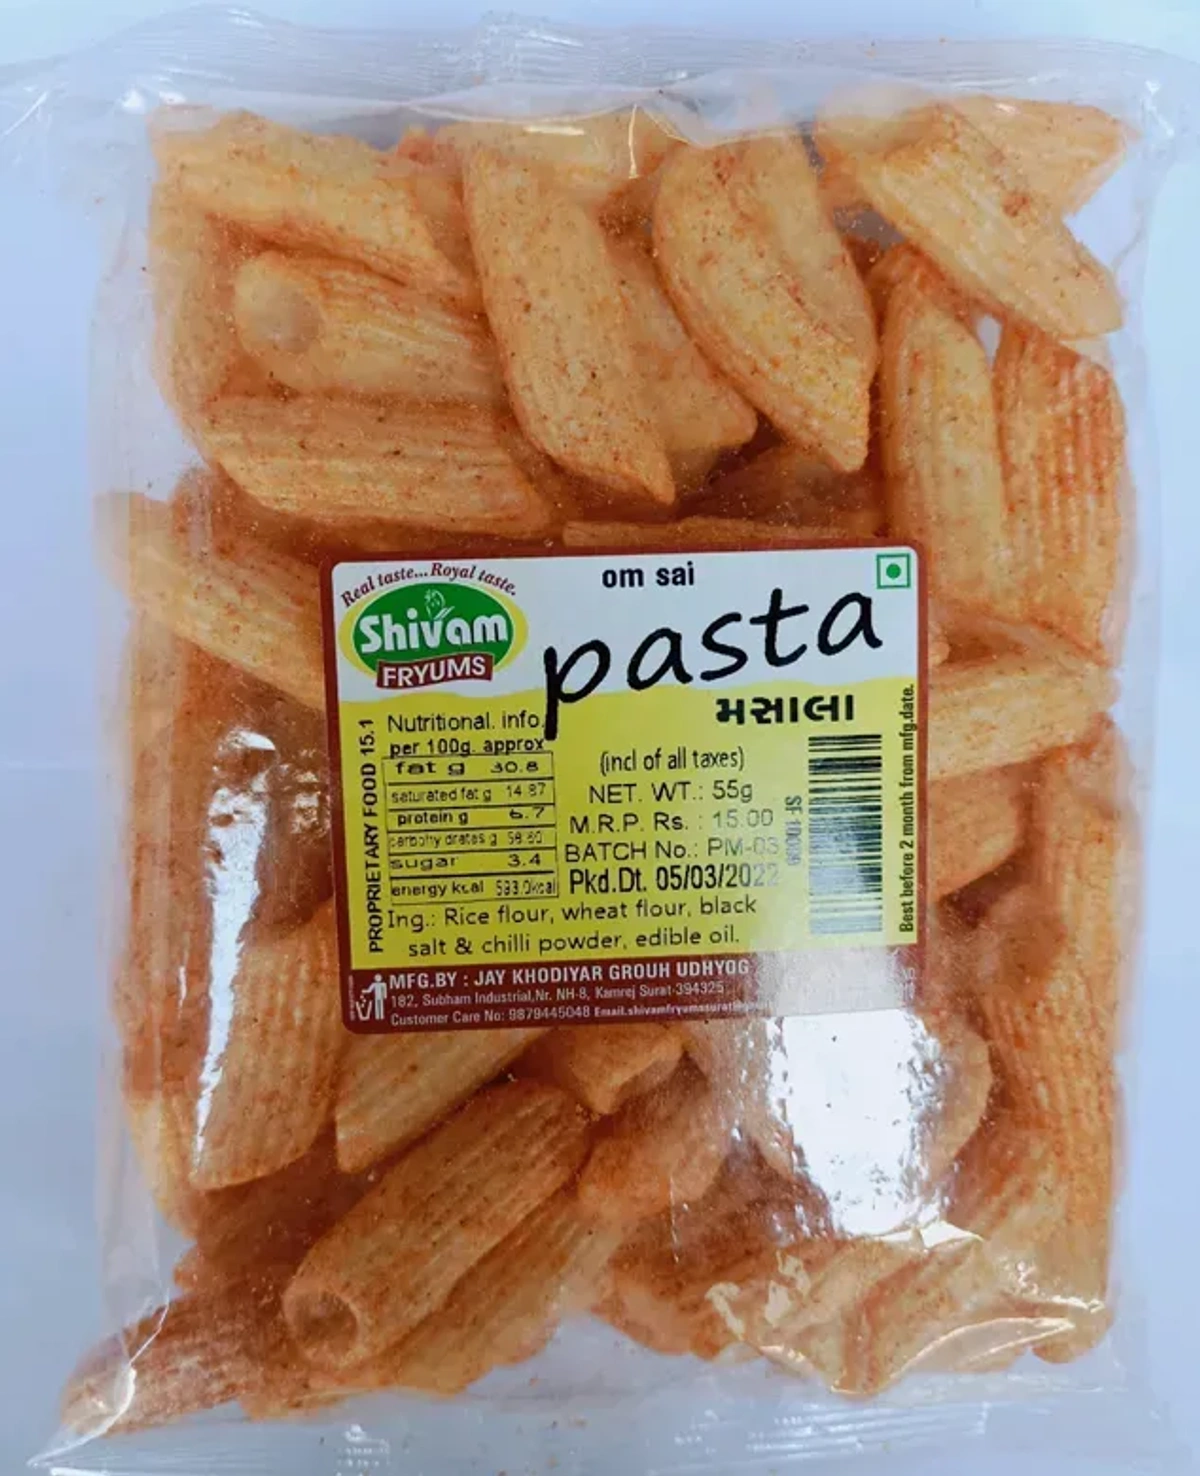 Real taste... Royal taste.
Shivam
FRYUMS
om sai
pasta
મસાલા
PROPRIETARY FOOD 15.1
Nutritional. info.
per 100g. approx
fat g 30.8
saturated fat g 14.87
protein g 6.7
carbohydrates g 58.80
sugar 3.4
energy kcal 593.0kcal
(incl of all taxes)
NET. WT.: 55g
M.R.P. Rs. : 15.00
BATCH No.: PM-03
Pkd.Dt. 05/03/2022
Best before 2 month from mfg.date.
Ing.: Rice flour, wheat flour, black
salt & chilli powder, edible oil.
MFG.BY : JAY KHODIYAR GROUH UDHYOG
182, Subham Industrial, Nr. NH-8, Kamrej Surat-394325
Customer Care No: 9879445048 Email.